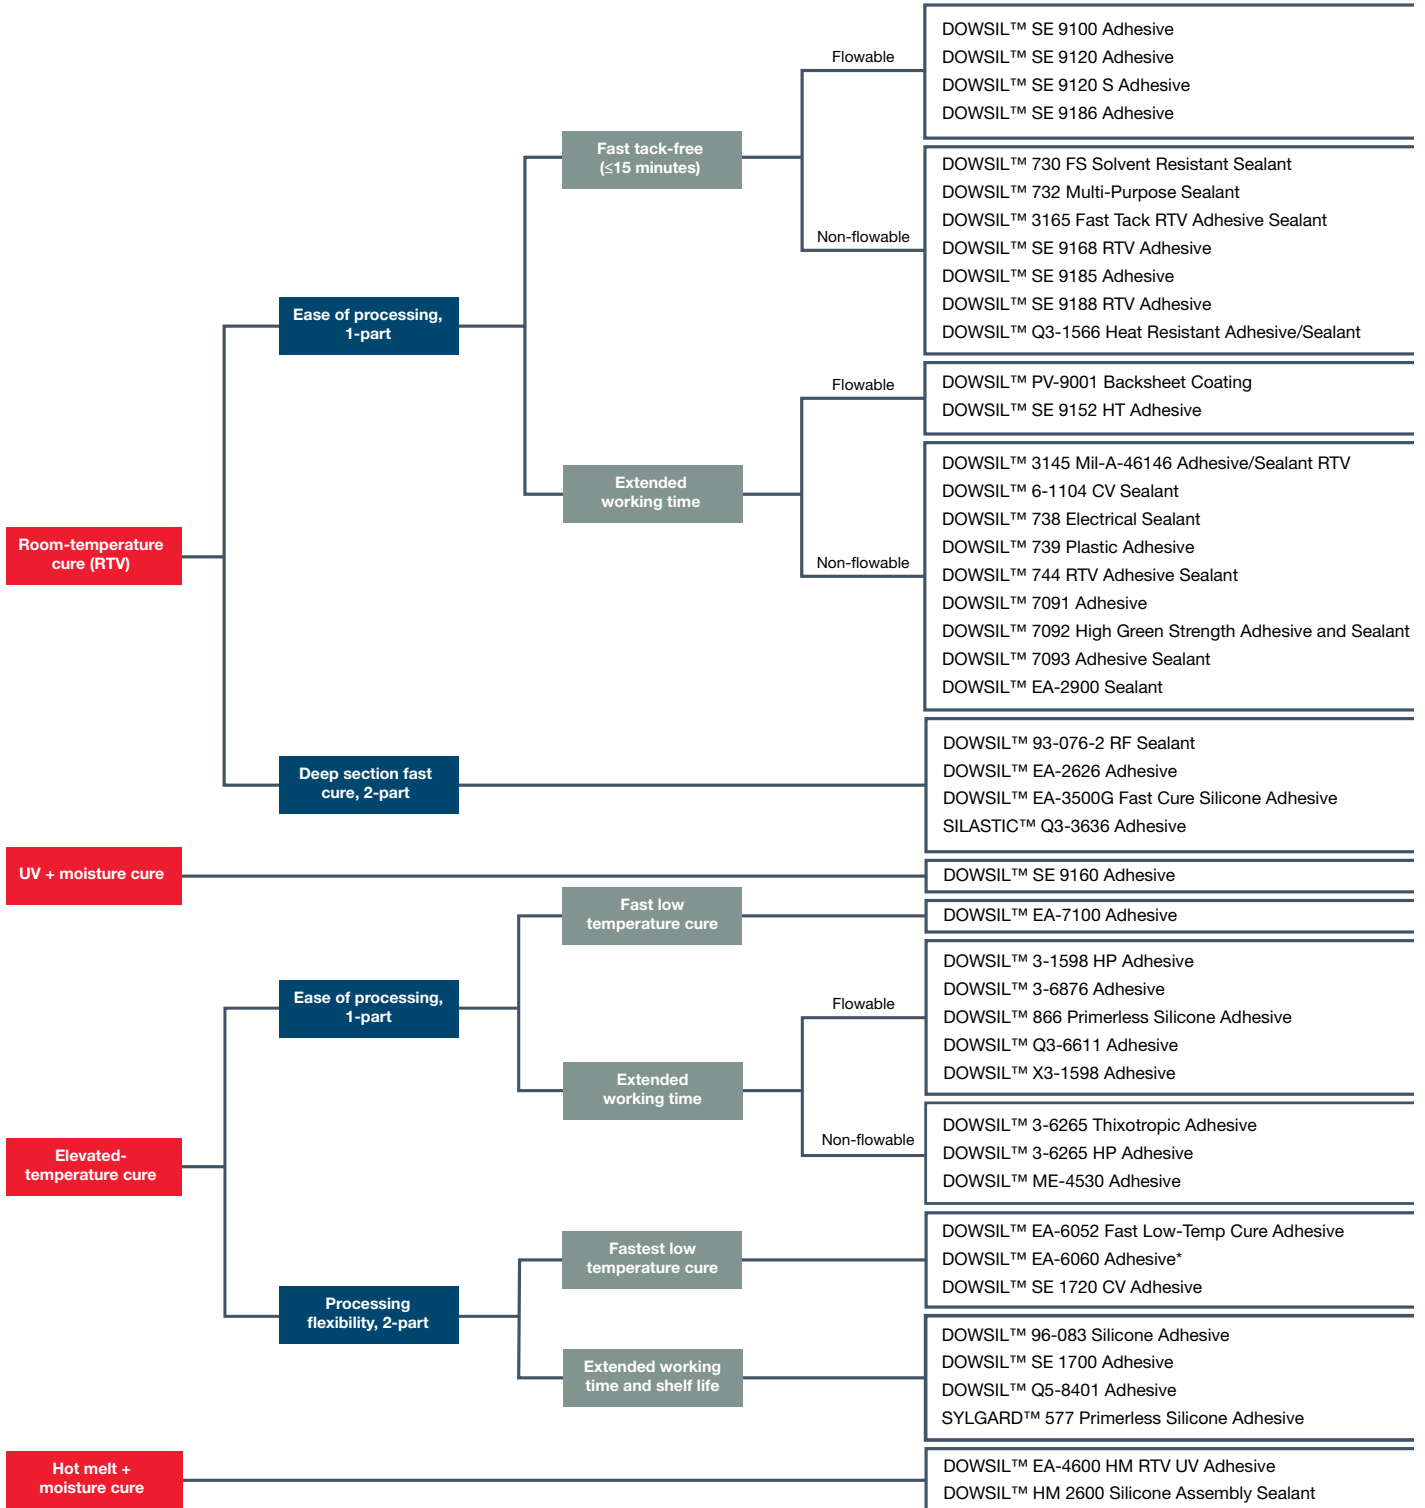 Room-temperature
cure (RTV)
Ease of processing,
1-part
Fast tack-free
(≤15 minutes)
Flowable
DOWSIL™ SE 9100 Adhesive
DOWSIL™ SE 9120 Adhesive
DOWSIL™ SE 9120 S Adhesive
DOWSIL™ SE 9186 Adhesive
Non-flowable
DOWSIL™ 730 FS Solvent Resistant Sealant
DOWSIL™ 732 Multi-Purpose Sealant
DOWSIL™ 3165 Fast Tack RTV Adhesive Sealant
DOWSIL™ SE 9168 RTV Adhesive
DOWSIL™ SE 9185 Adhesive
DOWSIL™ SE 9188 RTV Adhesive
DOWSIL™ Q3-1566 Heat Resistant Adhesive/Sealant
Extended
working time
Flowable
DOWSIL™ PV-9001 Backsheet Coating
DOWSIL™ SE 9152 HT Adhesive
Non-flowable
DOWSIL™ 3145 Mil-A-46146 Adhesive/Sealant RTV
DOWSIL™ 6-1104 CV Sealant
DOWSIL™ 738 Electrical Sealant
DOWSIL™ 739 Plastic Adhesive
DOWSIL™ 744 RTV Adhesive Sealant
DOWSIL™ 7091 Adhesive
DOWSIL™ 7092 High Green Strength Adhesive and Sealant
DOWSIL™ 7093 Adhesive Sealant
DOWSIL™ EA-2900 Sealant
Deep section fast
cure, 2-part
DOWSIL™ 93-076-2 RF Sealant
DOWSIL™ EA-2626 Adhesive
DOWSIL™ EA-3500G Fast Cure Silicone Adhesive
SILASTIC™ Q3-3636 Adhesive
UV + moisture cure
DOWSIL™ SE 9160 Adhesive
Elevated-
temperature cure
Ease of processing,
1-part
Fast low
temperature cure
DOWSIL™ EA-7100 Adhesive
Extended
working time
Flowable
DOWSIL™ 3-1598 HP Adhesive
DOWSIL™ 3-6876 Adhesive
DOWSIL™ 866 Primerless Silicone Adhesive
DOWSIL™ Q3-6611 Adhesive
DOWSIL™ X3-1598 Adhesive
Non-flowable
DOWSIL™ 3-6265 Thixotropic Adhesive
DOWSIL™ 3-6265 HP Adhesive
DOWSIL™ ME-4530 Adhesive
Processing
flexibility, 2-part
Fastest low
temperature cure
DOWSIL™ EA-6052 Fast Low-Temp Cure Adhesive
DOWSIL™ EA-6060 Adhesive*
DOWSIL™ SE 1720 CV Adhesive
Extended working
time and shelf life
DOWSIL™ 96-083 Silicone Adhesive
DOWSIL™ SE 1700 Adhesive
DOWSIL™ Q5-8401 Adhesive
SYLGARD™ 577 Primerless Silicone Adhesive
Hot melt +
moisture cure
DOWSIL™ EA-4600 HM RTV UV Adhesive
DOWSIL™ HM 2600 Silicone Assembly Sealant